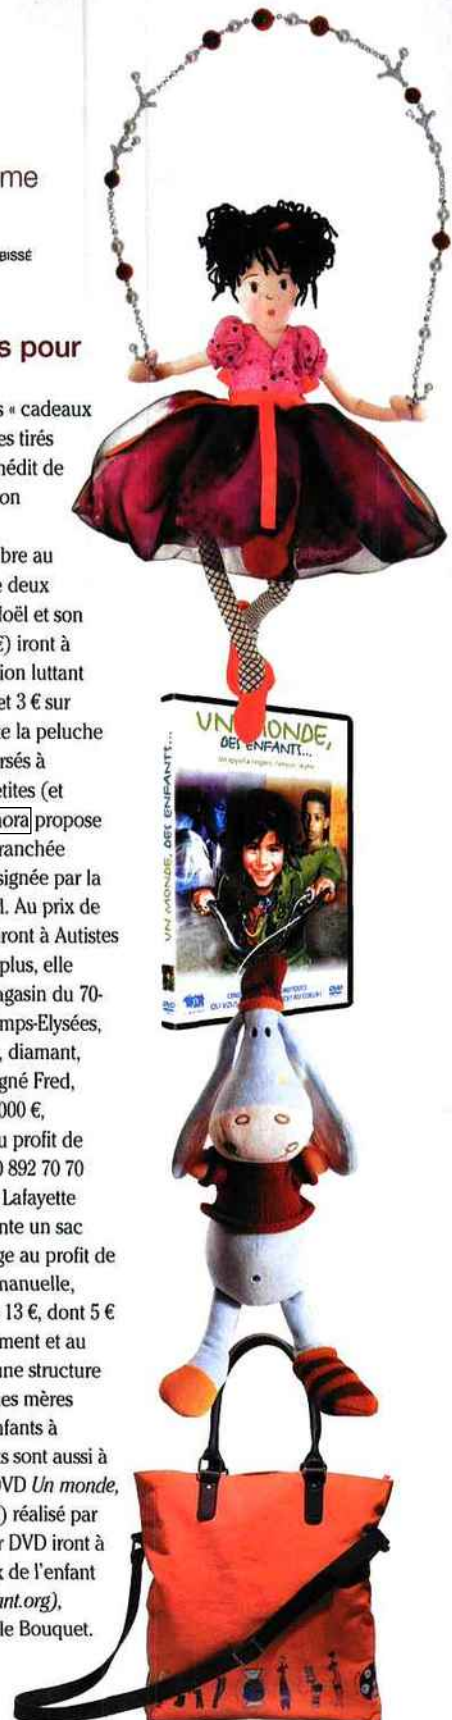 me
BISSÉ
s pour
s « cadeaux
es tirés
nédit de
on
bre au
e deux
Noël et son
€) iront à
ion luttant
et 3 € sur
te la peluche
rsés à
etites (et
hora propose
ranchée
signée par la
d. Au prix de
ront à Autistes
plus, elle
agasin du 70-
mps-Elysées,
, diamant,
gné Fred,
000 €,
u profit de
0 892 70 70
Lafayette
nte un sac
ge au profit de
manuelle,
13 €, dont 5 €
ment et au
une structure
es mères
nfants à
ts sont aussi à
DVD Un monde,
) réalisé par
r DVD iront à
x de l'enfant
ant.org),
le Bouquet.
UN MONDE,
DES ENFANTS...
UN MONDE, DES ENFANTS...
DVD